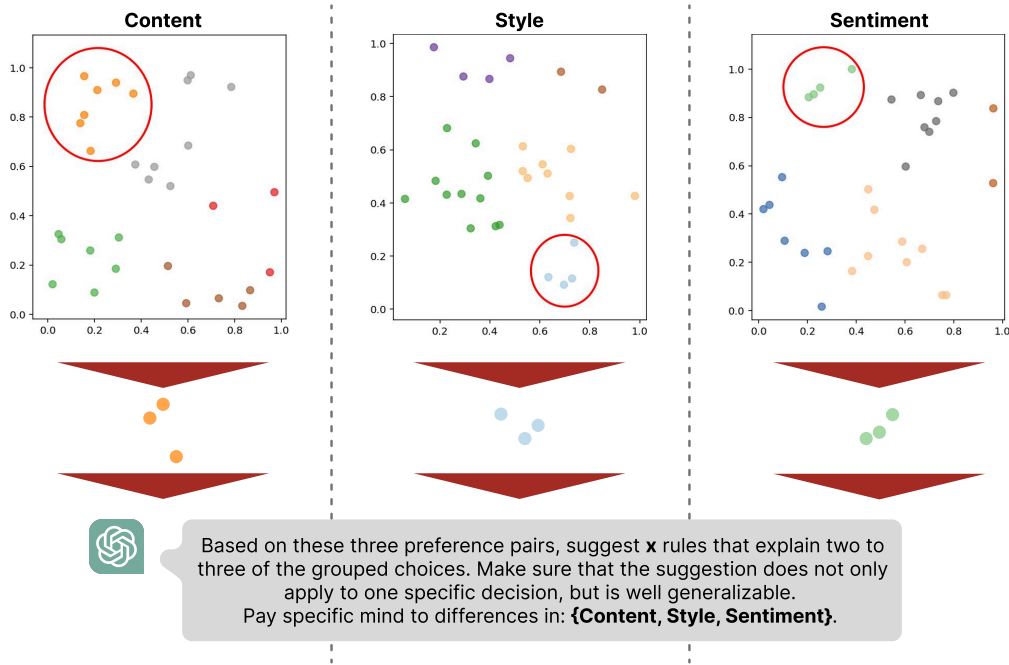 Content
Style
Sentiment
1.0
0.8
0.6
0.4
0.2
0.0
0.0 0.2 0.4 0.6 0.8 1.0
1.0
0.8
0.6
0.4
0.2
0.0
0.2 0.4 0.6 0.8 1.0
1.0
0.8
0.6
0.4
0.2
0.0
0.0 0.2 0.4 0.6 0.8 1.0
Based on these three preference pairs, suggest x rules that explain two to
three of the grouped choices. Make sure that the suggestion does not only
apply to one specific decision, but is well generalizable.
Pay specific mind to differences in: {Content, Style, Sentiment}.